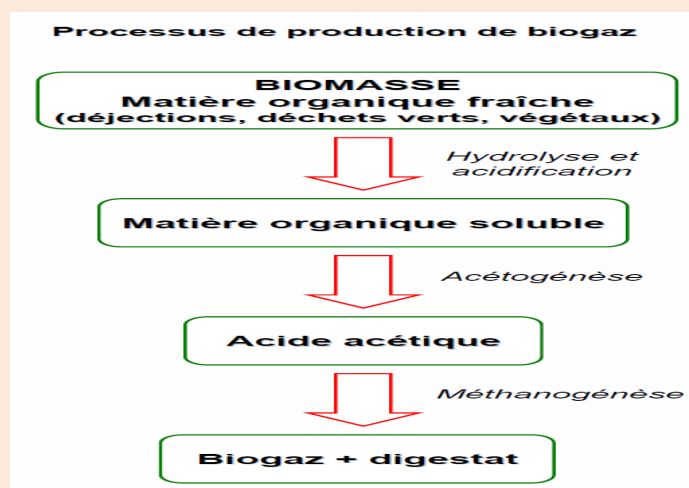 Processus de production de biogaz
BIOMASSE
Matière organique fraîche
(déjections, déchets verts, végétaux)
Hydrolyse et
acidification
Matière organique soluble
Acétogénèse
Acide acétique
Méthanogénèse
Biogaz + digestat